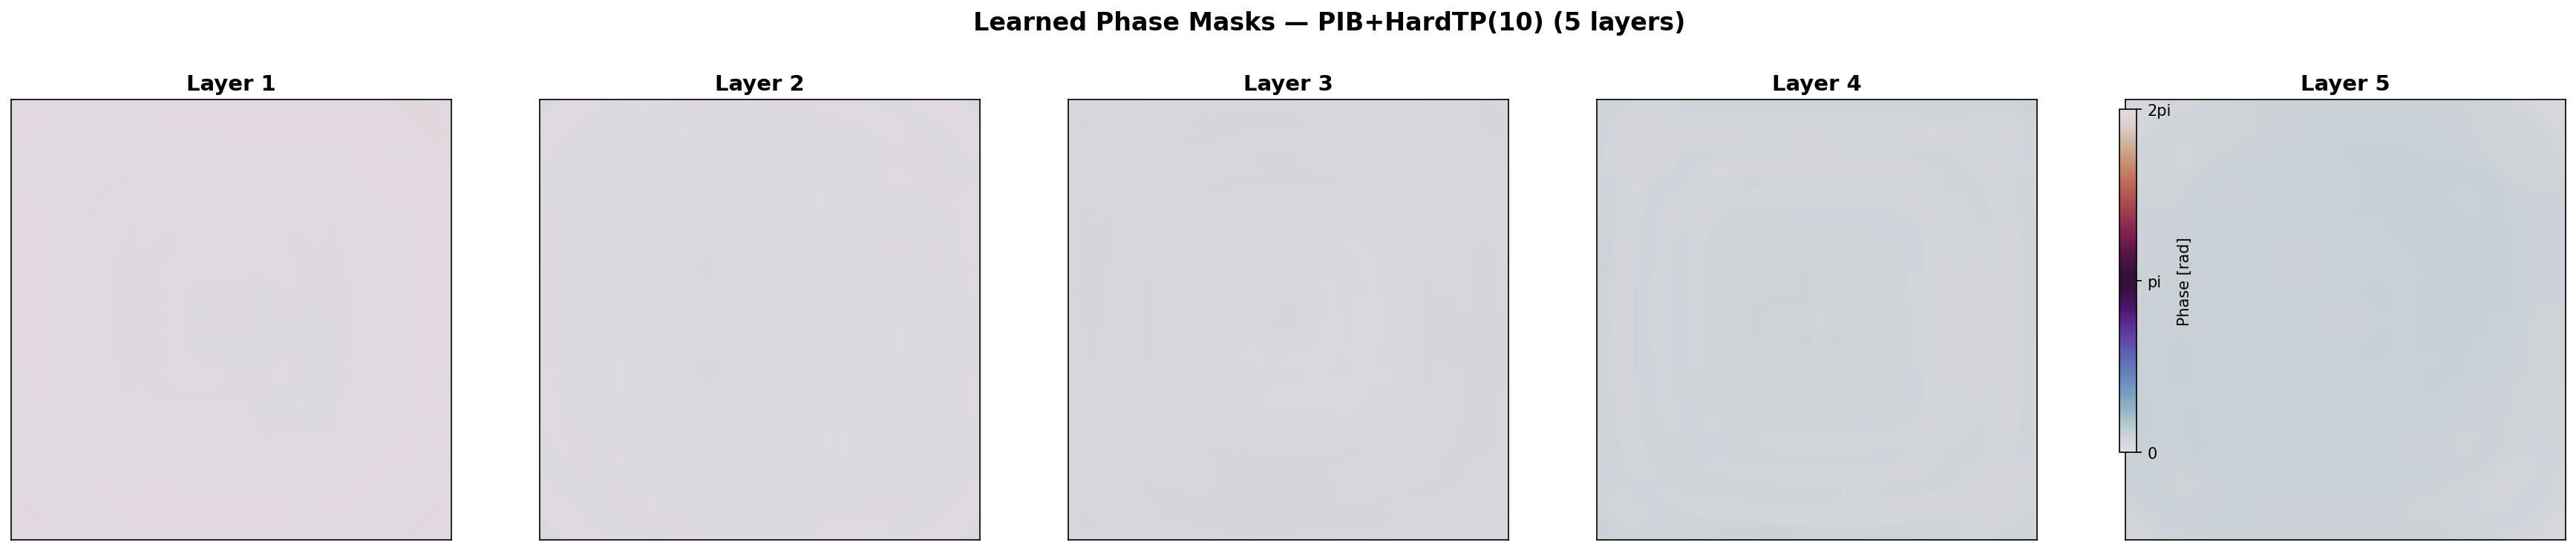 Learned Phase Masks — PIB+HardTP(10) (5 layers)
Layer 1
Layer 2
Layer 3
Layer 4
Layer 5
2pi
pi
0
Phase [rad]